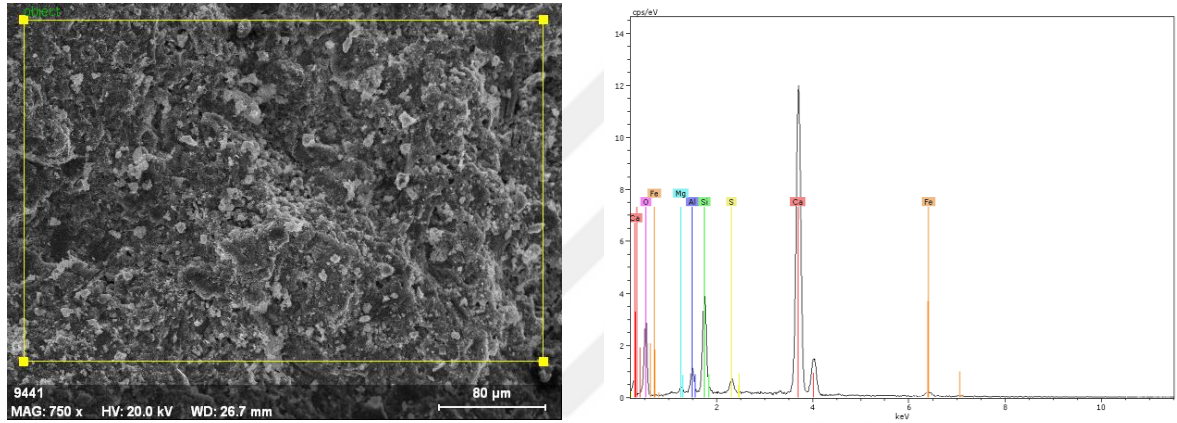 object
9441
80 µm
MAG: 750 x HV: 20.0 kV WD: 26.7 mm
cps/eV
14
12
10
8
6
4
2
0
Fe
Mg
O
Al
Si
S
Ca
Fe
Ca
2
4
6
8
10
keV